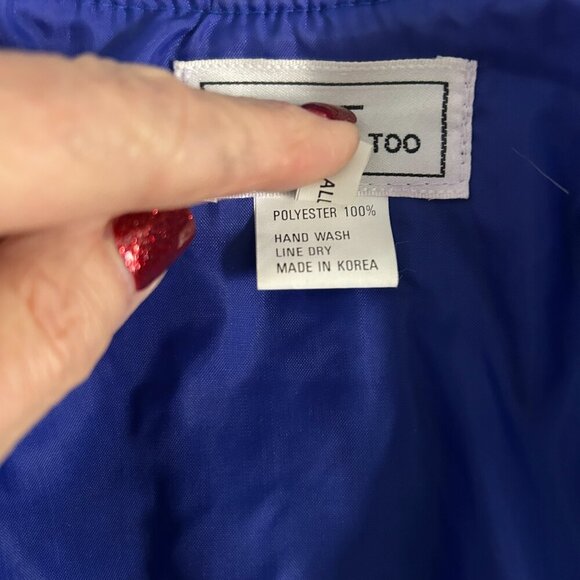 TOO
POLYESTER 100%
HAND WASH
LINE DRY
MADE IN KOREA